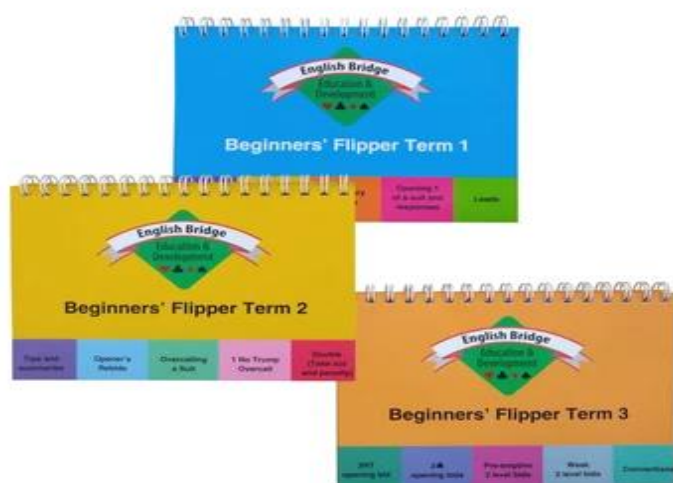 English Bridge
Education &
Development
Beginners' Flipper Term 1
Opening 1
of a suit and
responses
Leads
English Bridge
Education &
Development
Beginners' Flipper Term 2
Tips and
summaries
Opener's
Rebids
Overcalling
a Suit
1 No Trump
Overcall
Double
(Take out
and penalty)
English Bridge
Education &
Development
Beginners' Flipper Term 3
2NT
opening bid
2♣
opening bids
Pre-emptive
3 level bids
Weak
2 level bids
Conventions